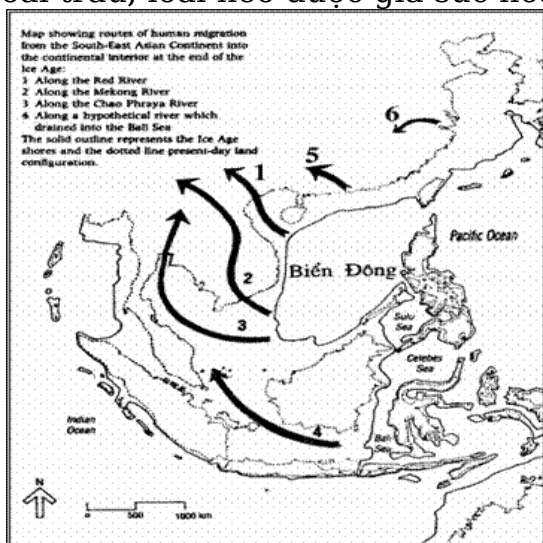 Map showing routes of human migration
from the South-East Asian Continent into
the continental interior at the end of the
Ice Age:
1 Along the Red River
2 Along the Mekong River
3 Along the Chao Phraya River
4 Along a hypothetical river which
drained into the Bali Sea
The solid outline represents the Ice Age
shores and the dotted line present-day land
configuration.
6
1
5
Pacific Ocean
Biển Đông
2
3
Sulu
Sea
Celebes
Sea
4
Indian
Ocean
Bali
Sea
N
0 500 1000 km